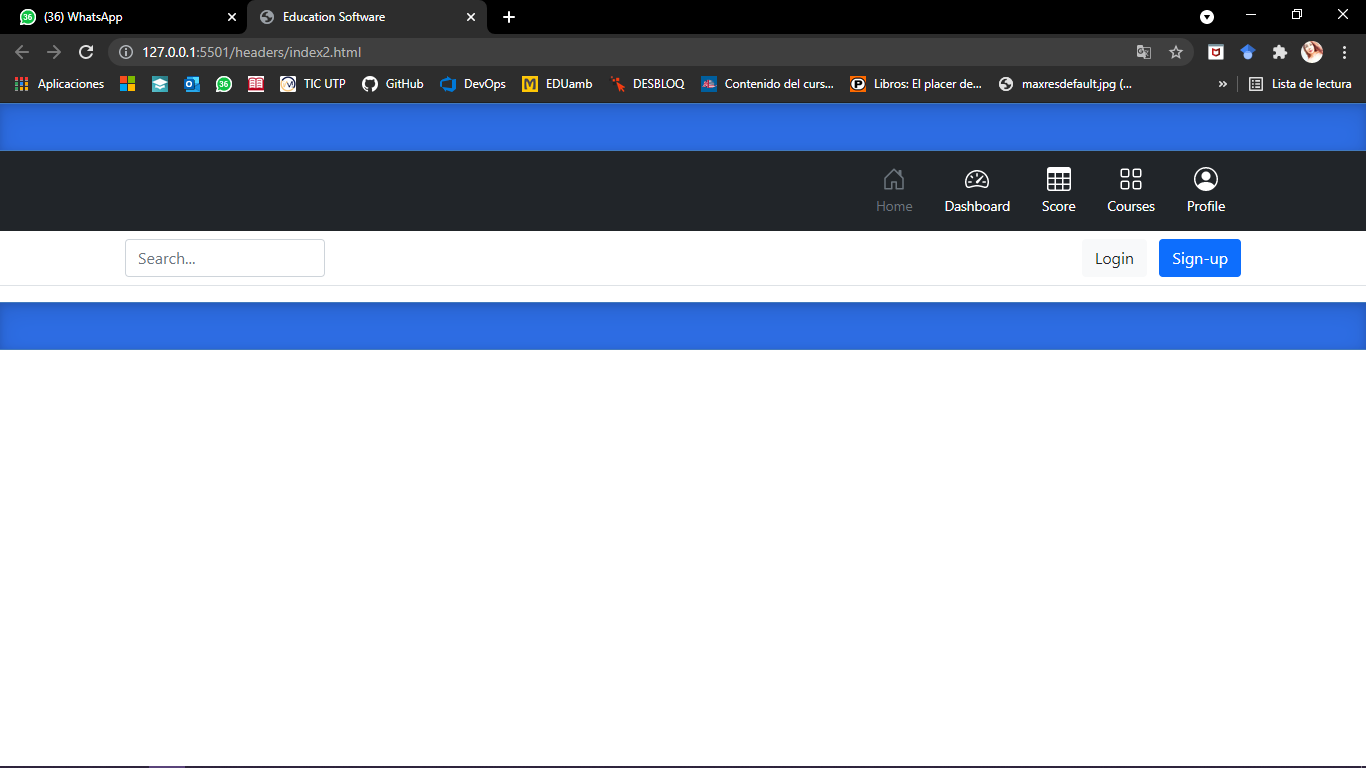 (36) WhatsApp
Education Software
127.0.0.1:5501/headers/index2.html
Aplicaciones
36
TIC UTP
GitHub
DevOps
EDUamb
DESBLOQ
Contenido del curs...
Libros: El placer de...
maxresdefault.jpg (...
»
Lista de lectura
Home
Dashboard
Score
Courses
Profile
Search...
Login
Sign-up